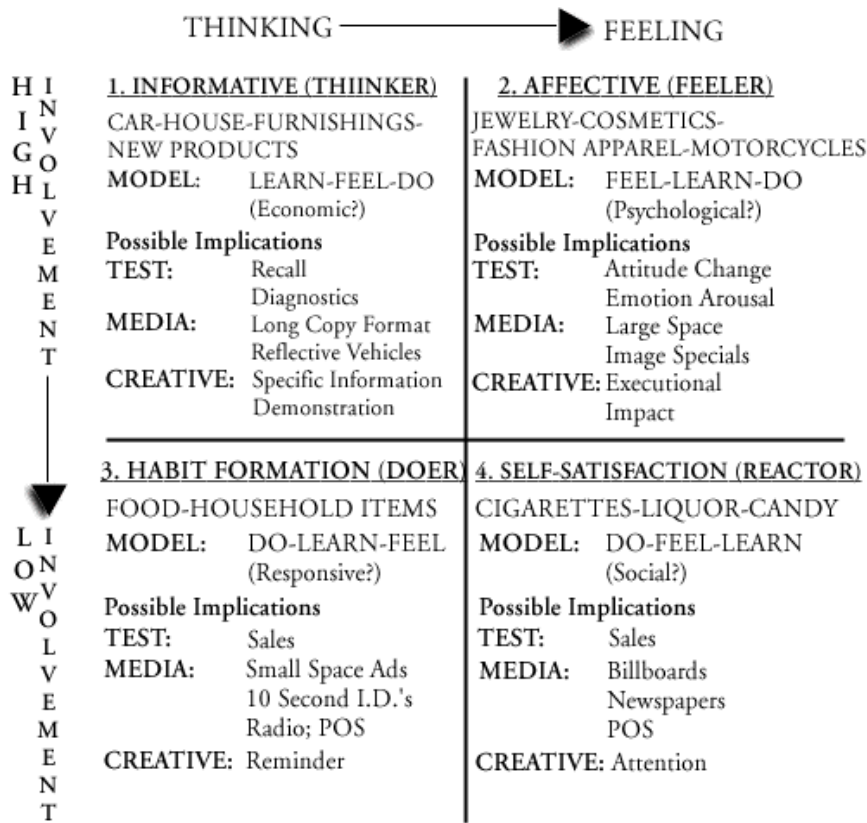 THINKING FEELING
HIGH INVOLVEMENT
1. INFORMATIVE (THIINKER)
CAR-HOUSE-FURNISHINGS-
NEW PRODUCTS
MODEL: LEARN-FEEL-DO
(Economic?)
Possible Implications
TEST: Recall
Diagnostics
MEDIA: Long Copy Format
Reflective Vehicles
CREATIVE: Specific Information
Demonstration
2. AFFECTIVE (FEELER)
JEWELRY-COSMETICS-
FASHION APPAREL-MOTORCYCLES
MODEL: FEEL-LEARN-DO
(Psychological?)
Possible Implications
TEST: Attitude Change
Emotion Arousal
MEDIA: Large Space
Image Specials
CREATIVE: Executional
Impact
LOW INVOLVEMENT
3. HABIT FORMATION (DOER)
FOOD-HOUSEHOLD ITEMS
MODEL: DO-LEARN-FEEL
(Responsive?)
Possible Implications
TEST: Sales
MEDIA: Small Space Ads
10 Second I.D.'s
Radio; POS
CREATIVE: Reminder
4. SELF-SATISFACTION (REACTOR)
CIGARETTES-LIQUOR-CANDY
MODEL: DO-FEEL-LEARN
(Social?)
Possible Implications
TEST: Sales
MEDIA: Billboards
Newspapers
POS
CREATIVE: Attention